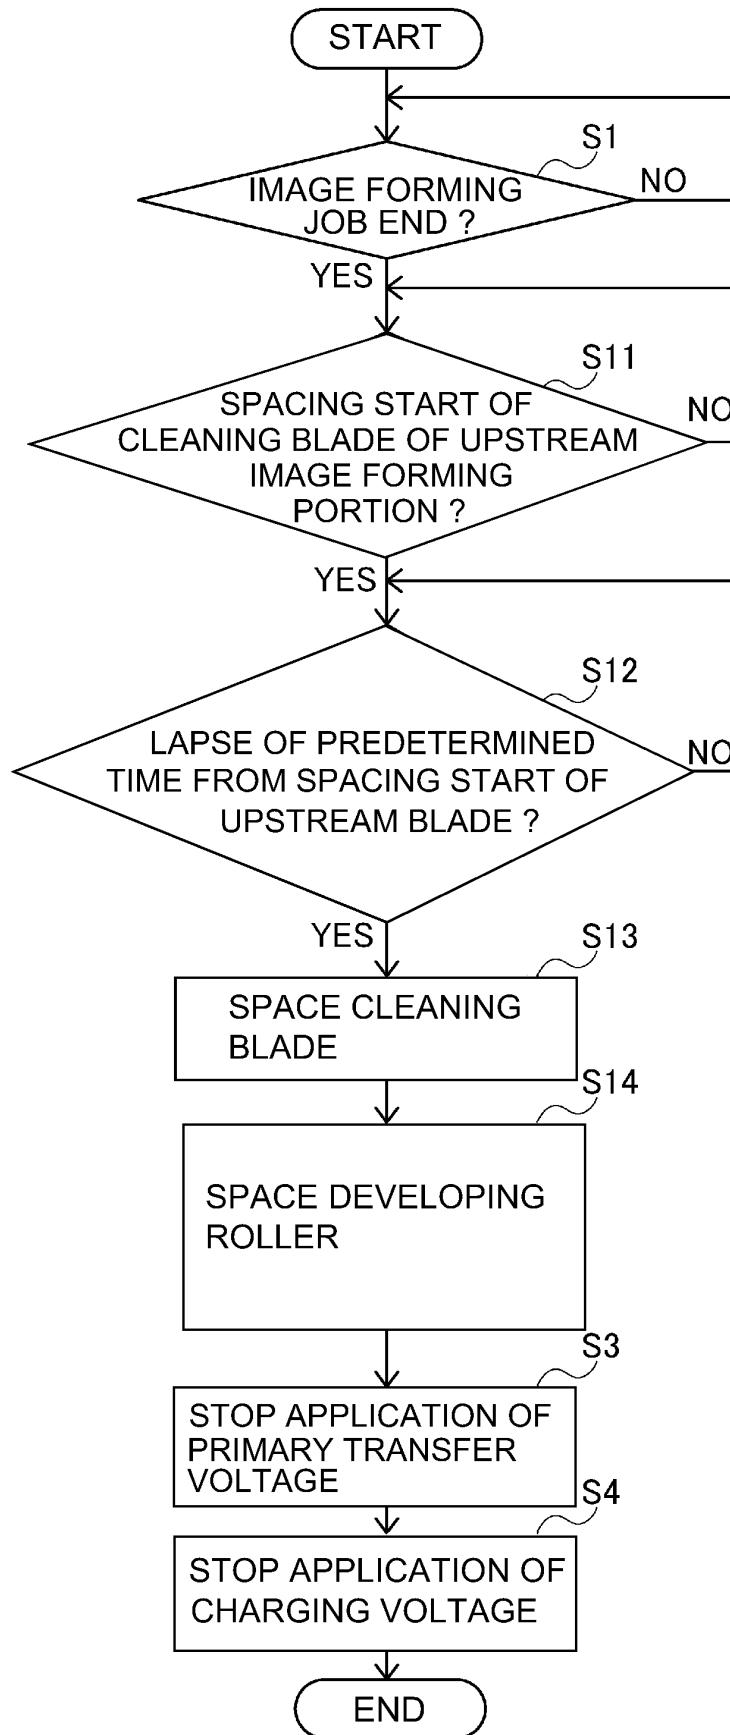 START
S1
IMAGE FORMING
JOB END ?
NO
YES
S11
SPACING START OF
CLEANING BLADE OF UPSTREAM
IMAGE FORMING
PORTION ?
NO
YES
S12
LAPSE OF PREDETERMINED
TIME FROM SPACING START OF
UPSTREAM BLADE ?
NO
YES
S13
SPACE CLEANING
BLADE
S14
SPACE DEVELOPING
ROLLER
S3
STOP APPLICATION OF
PRIMARY TRANSFER
VOLTAGE
S4
STOP APPLICATION OF
CHARGING VOLTAGE
END